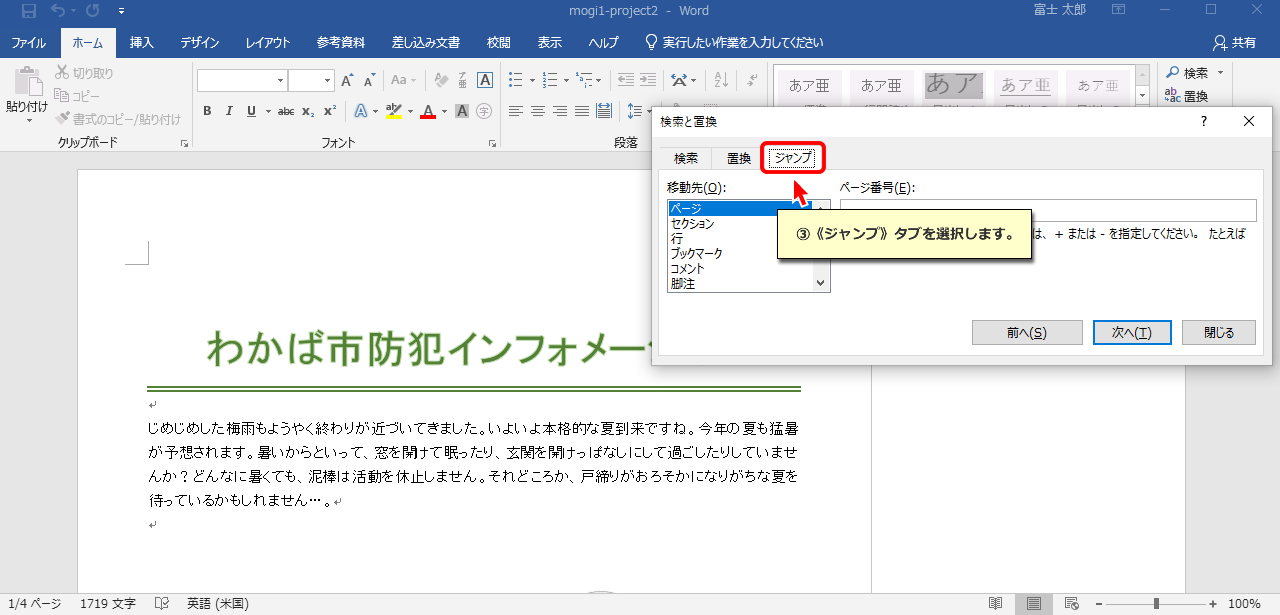 mogi1-project2 - Word
富士 太郎
ファイル ホーム 挿入 デザイン レイアウト 参考資料 差し込み文書 校閲 表示 ヘルプ 実行したい作業を入力してください 共有
貼り付け
切り取り
コピー
書式のコピー/貼り付け
クリップボード
B I U abc x₂ x²
フォント
段落
あア亜 あア亜 あア あア亜 あア亜
検索
置換
検索と置換
検索 置換 ジャンプ
移動先(O):
ページ
セクション
行
ブックマーク
コメント
脚注
ページ番号(E):
③《ジャンプ》タブを選択します。
は、+ または - を指定してください。 たとえば
前へ(S) 次へ(T) 閉じる
わかば市防犯インフォメー
じめじめした梅雨もようやく終わりが近づいてきました。いよいよ本格的な夏到来ですね。今年の夏も猛暑
が予想されます。暑いからといって、窓を開けて眠ったり、玄関を開けっぱなしにして過ごしたりしていませ
んか？どんなに暑くても、泥棒は活動を休止しません。それどころか、戸締りがおろそかになりがちな夏を
待っているかもしれません…。
1/4 ページ 1719 文字 英語 (米国) 100%